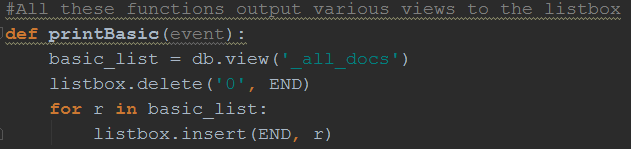 #All these functions output various views to the listbox
def printBasic(event):
    basic_list = db.view('_all_docs')
    listbox.delete('0', END)
    for r in basic_list:
        listbox.insert(END, r)